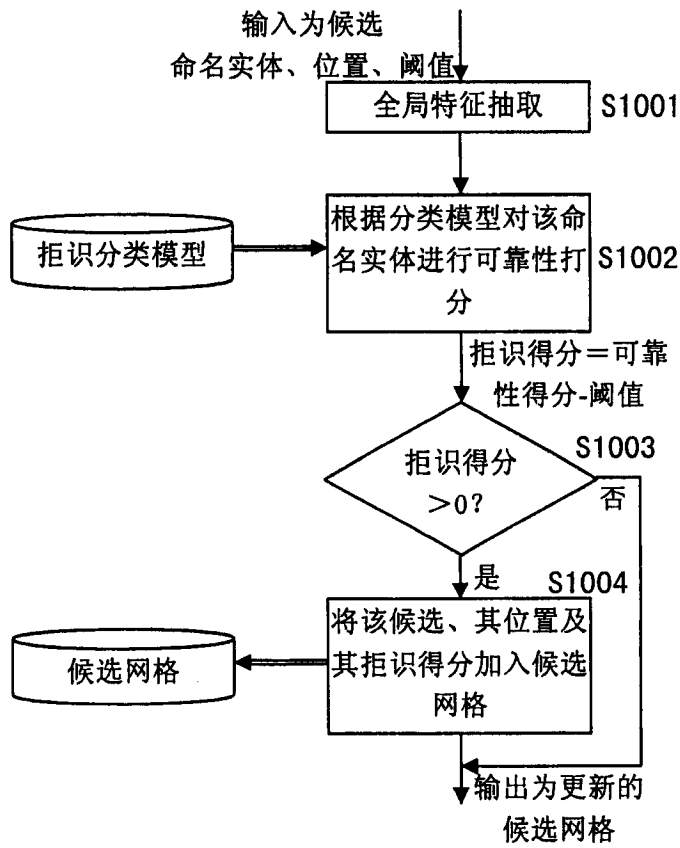 输入为候选
命名实体、位置、阈值
全局特征抽取
S1001
根据分类模型对该命
名实体进行可靠性打
分
S1002
拒识分类模型
拒识得分＝可靠
性得分-阈值
S1003
拒识得分
＞0?
否
是
S1004
将该候选、其位置及
其拒识得分加入候选
网格
候选网格
输出为更新的
候选网格